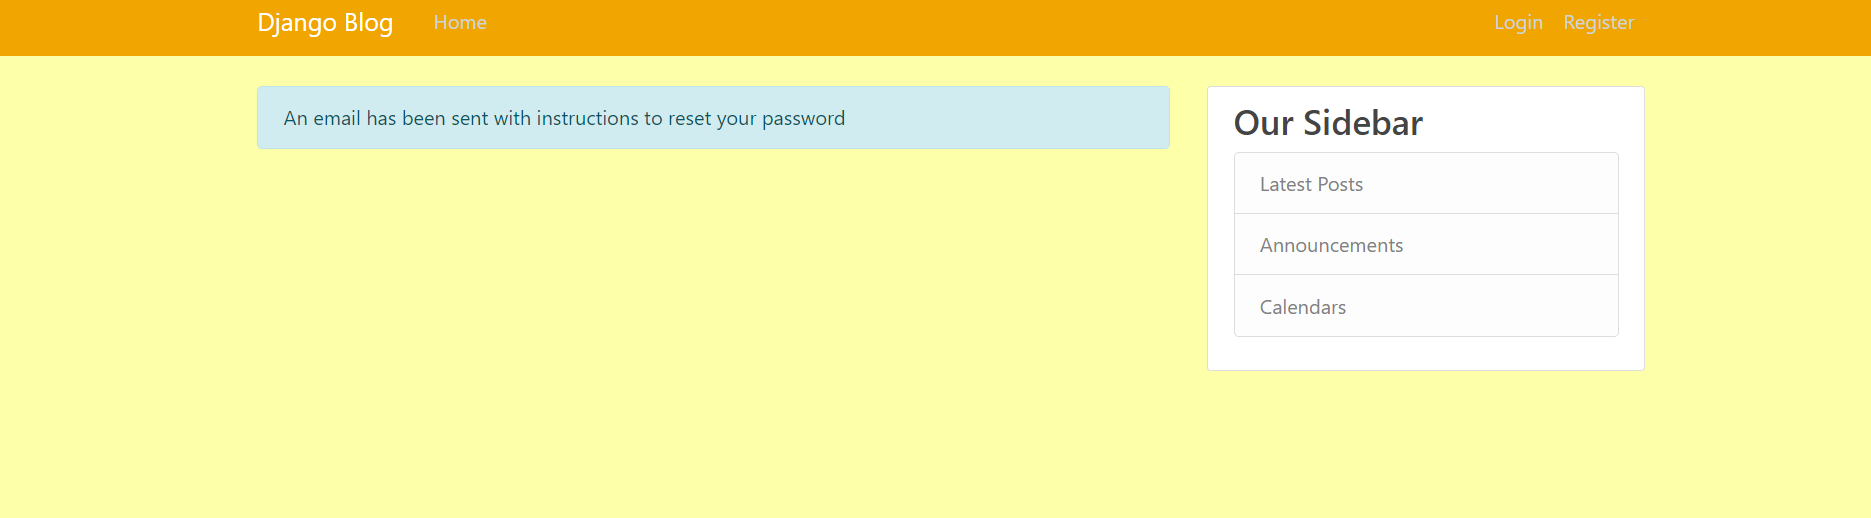 Django Blog Home Login Register
An email has been sent with instructions to reset your password
Our Sidebar
Latest Posts
Announcements
Calendars